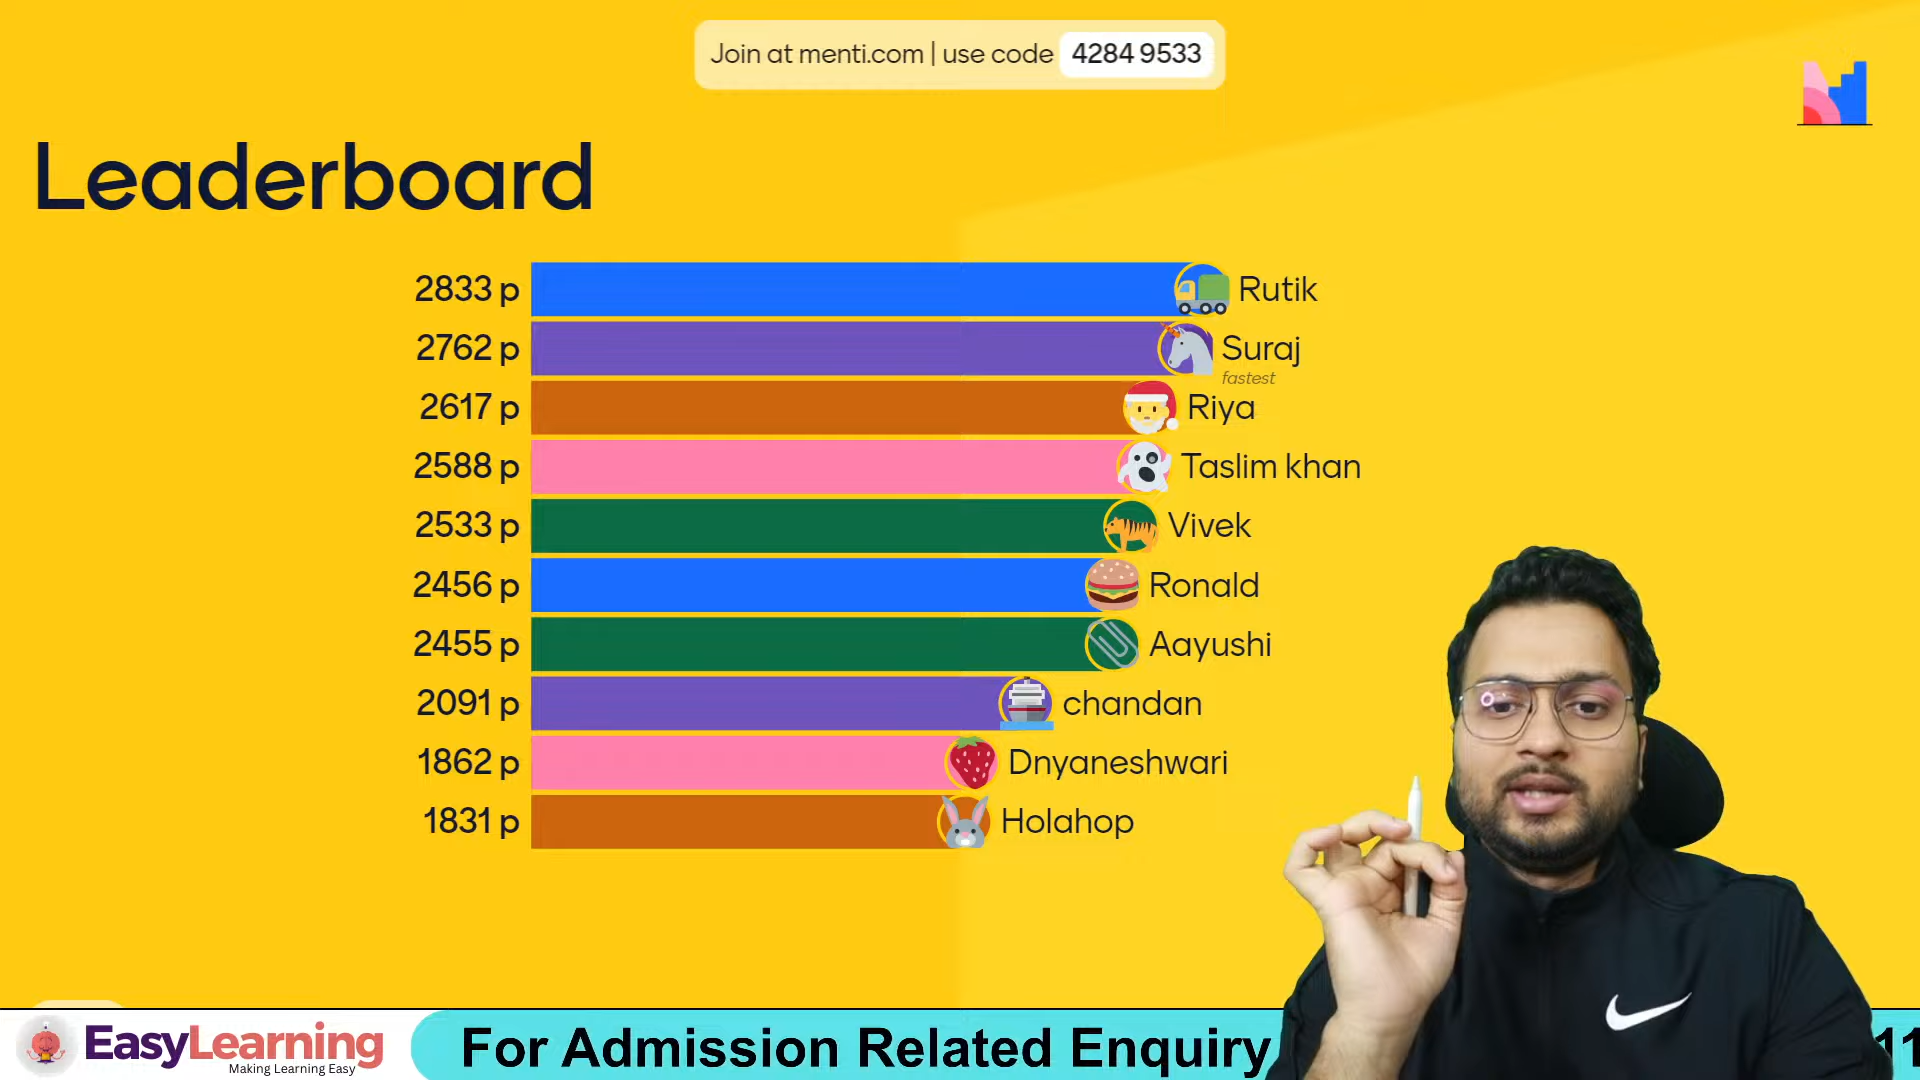 Join at menti.com | use code 4284 9533
Leaderboard
2833 p Rutik
2762 p Suraj
fastest
2617 p Riya
2588 p Taslim khan
2533 p Vivek
2456 p Ronald
2455 p Aayushi
2091 p chandan
1862 p Dnyaneshwari
1831 p Holahop
EasyLearning
Making Learning Easy
For Admission Related Enquiry
11